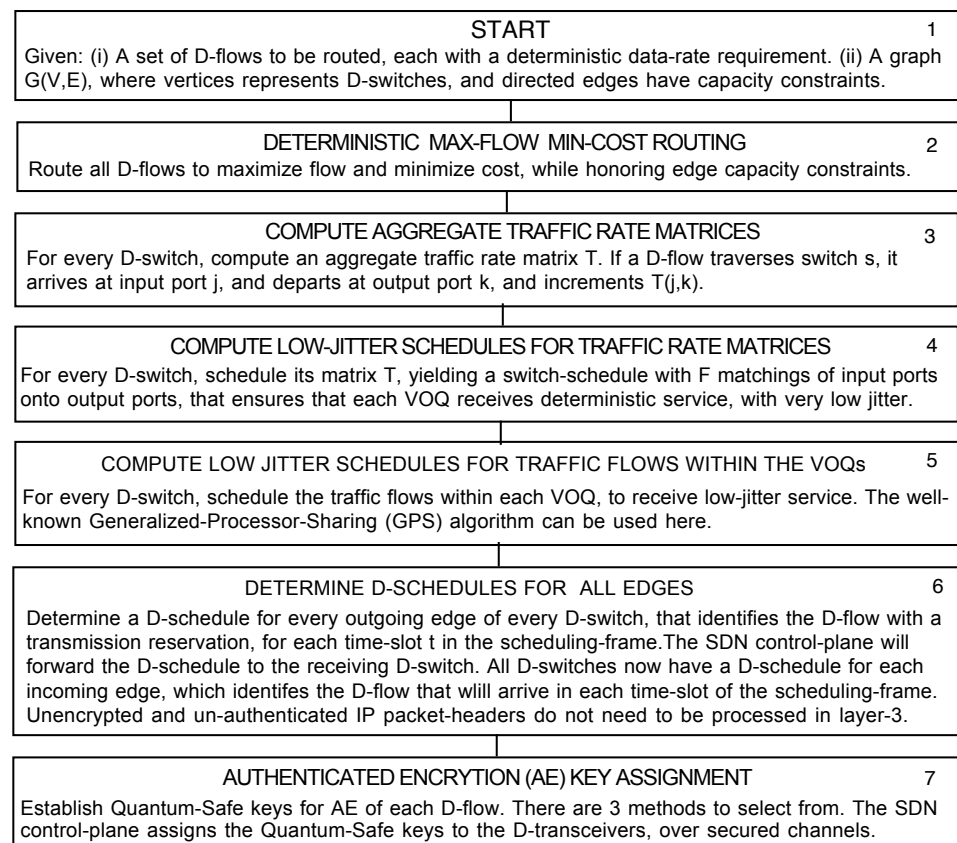 START 1
Given: (i) A set of D-flows to be routed, each with a deterministic data-rate requirement. (ii) A graph
G(V,E), where vertices represents D-switches, and directed edges have capacity constraints.
DETERMINISTIC MAX-FLOW MIN-COST ROUTING 2
Route all D-flows to maximize flow and minimize cost, while honoring edge capacity constraints.
COMPUTE AGGREGATE TRAFFIC RATE MATRICES 3
For every D-switch, compute an aggregate traffic rate matrix T. If a D-flow traverses switch s, it
arrives at input port j, and departs at output port k, and increments T(j,k).
COMPUTE LOW-JITTER SCHEDULES FOR TRAFFIC RATE MATRICES 4
For every D-switch, schedule its matrix T, yielding a switch-schedule with F matchings of input ports
onto output ports, that ensures that each VOQ receives deterministic service, with very low jitter.
COMPUTE LOW JITTER SCHEDULES FOR TRAFFIC FLOWS WITHIN THE VOQs 5
For every D-switch, schedule the traffic flows within each VOQ, to receive low-jitter service. The well-
known Generalized-Processor-Sharing (GPS) algorithm can be used here.
DETERMINE D-SCHEDULES FOR ALL EDGES 6
Determine a D-schedule for every outgoing edge of every D-switch, that identifies the D-flow with a
transmission reservation, for each time-slot t in the scheduling-frame.The SDN control-plane will
forward the D-schedule to the receiving D-switch. All D-switches now have a D-schedule for each
incoming edge, which identifes the D-flow that wlill arrive in each time-slot of the scheduling-frame.
Unencrypted and un-authenticated IP packet-headers do not need to be processed in layer-3.
AUTHENTICATED ENCRYTION (AE) KEY ASSIGNMENT 7
Establish Quantum-Safe keys for AE of each D-flow. There are 3 methods to select from. The SDN
control-plane assigns the Quantum-Safe keys to the D-transceivers, over secured channels.